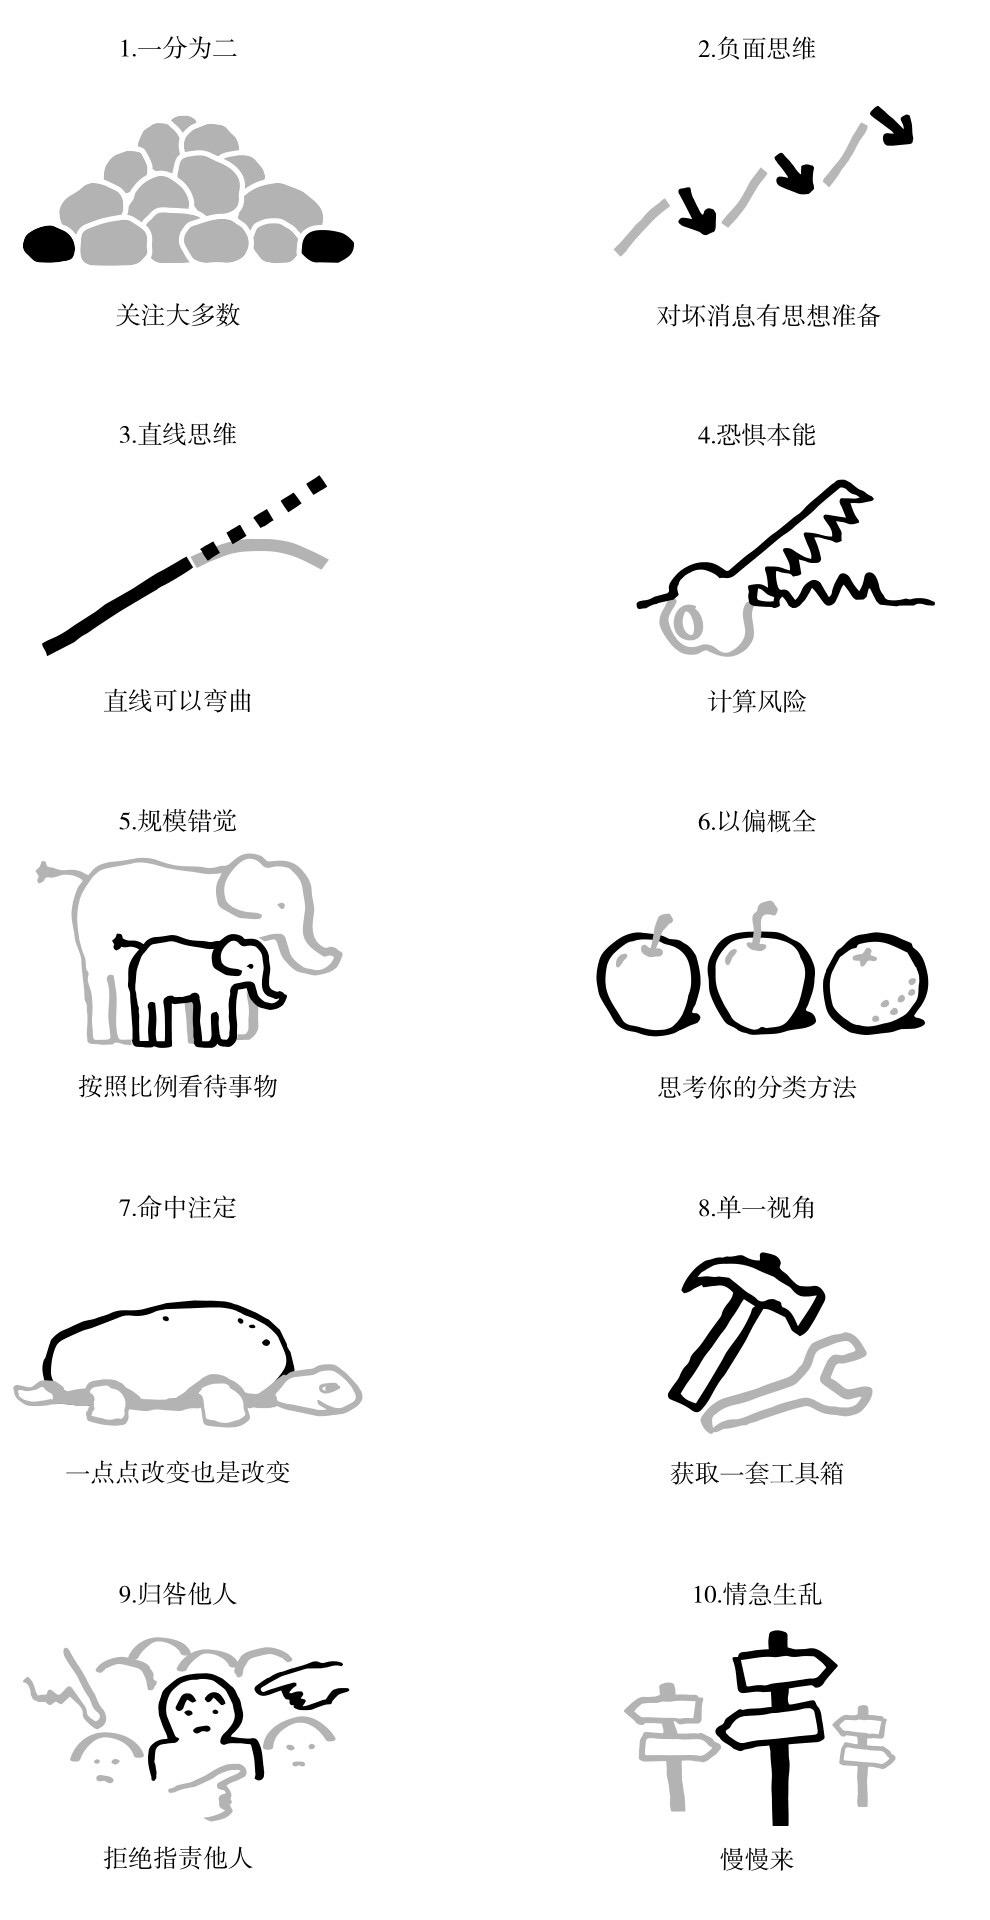 1.一分为二
2.负面思维
关注大多数
对坏消息有思想准备
3.直线思维
4.恐惧本能
直线可以弯曲
计算风险
5.规模错觉
6.以偏概全
按照比例看待事物
思考你的分类方法
7.命中注定
8.单一视角
一点点改变也是改变
获取一套工具箱
9.归咎他人
10.情急生乱
拒绝指责他人
慢慢来